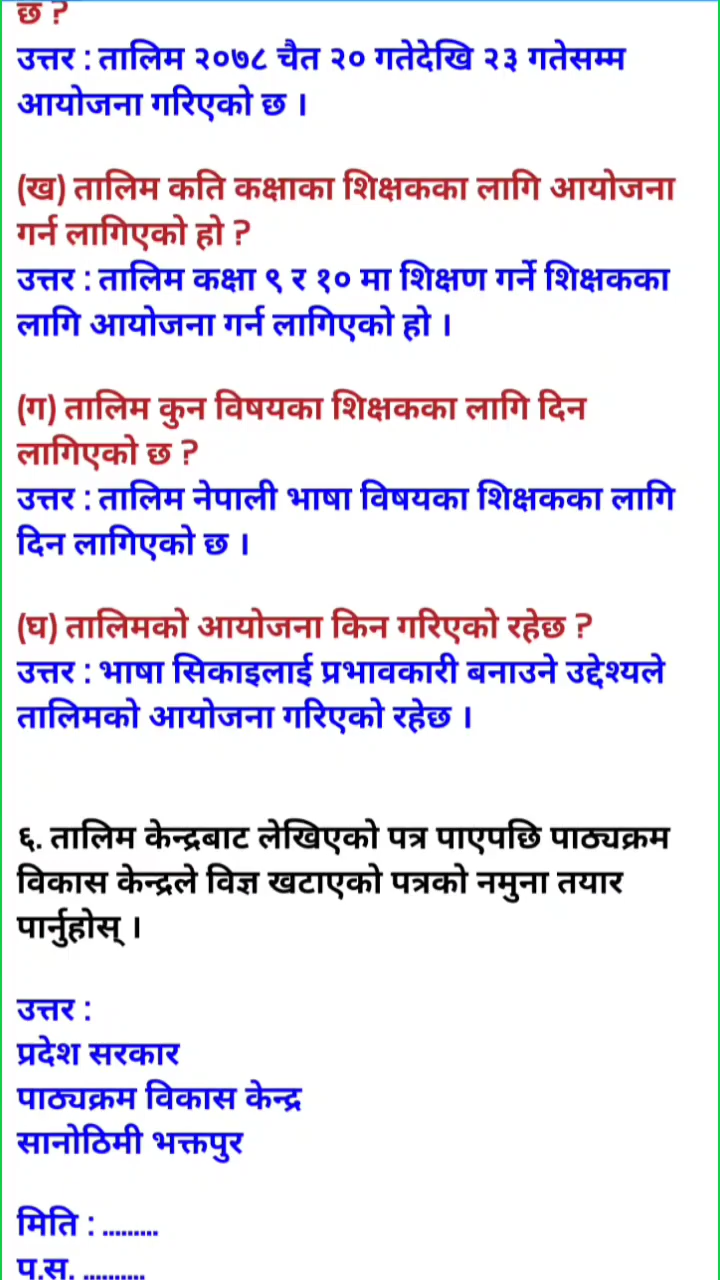 छ ?
उत्तर : तालिम २०७८ चैत २० गतेदेखि २३ गतेसम्म
आयोजना गरिएको छ ।
(ख) तालिम कति कक्षाका शिक्षकका लागि आयोजना
गर्न लागिएको हो ?
उत्तर : तालिम कक्षा ९ र १० मा शिक्षण गर्ने शिक्षकका
लागि आयोजना गर्न लागिएको हो ।
(ग) तालिम कुन विषयका शिक्षकका लागि दिन
लागिएको छ ?
उत्तर : तालिम नेपाली भाषा विषयका शिक्षकका लागि
दिन लागिएको छ ।
(घ) तालिमको आयोजना किन गरिएको रहेछ ?
उत्तर : भाषा सिकाइलाई प्रभावकारी बनाउने उद्देश्यले
तालिमको आयोजना गरिएको रहेछ ।
६. तालिम केन्द्रबाट लेखिएको पत्र पाएपछि पाठ्यक्रम
विकास केन्द्रले विज्ञ खटाएको पत्रको नमुना तयार
पार्नुहोस् ।
उत्तर :
प्रदेश सरकार
पाठ्यक्रम विकास केन्द्र
सानोठिमी भक्तपुर
मिति : .........
प.स. ..........